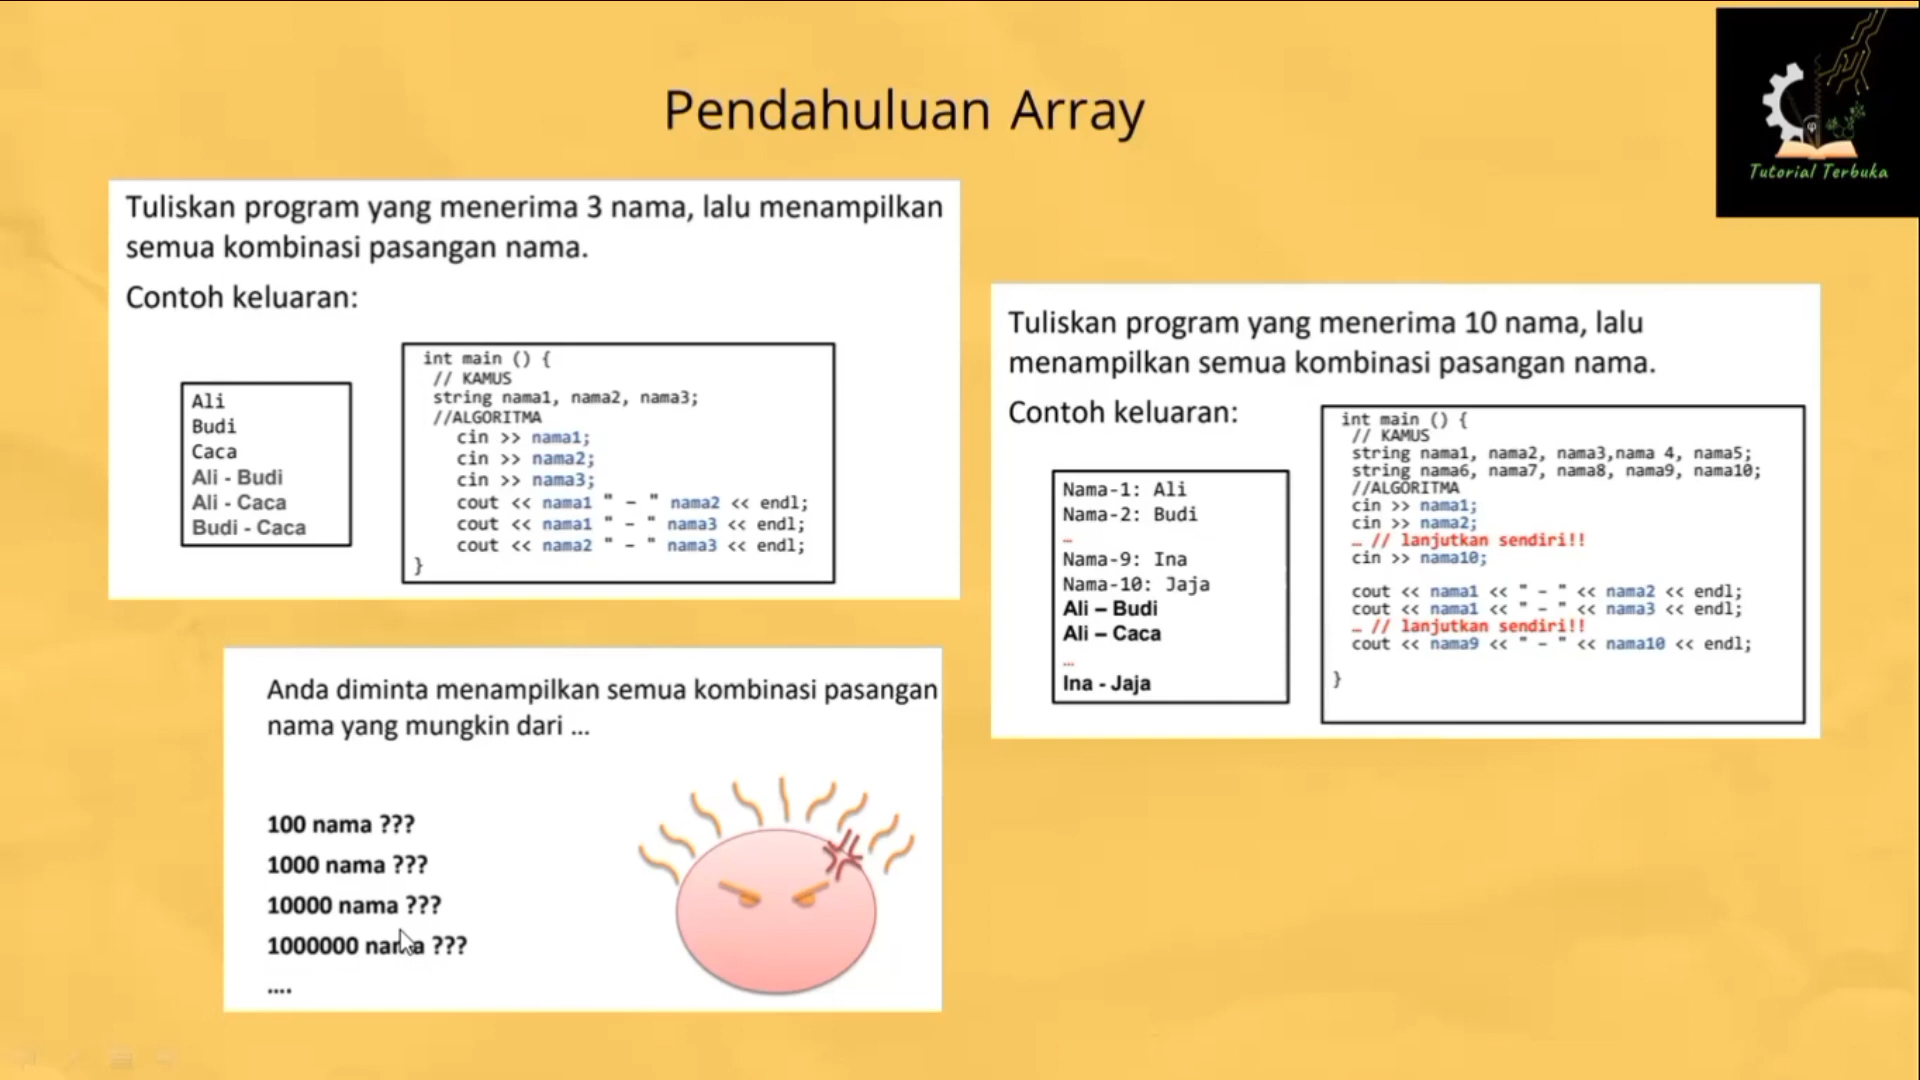 Pendahuluan Array
Tutorial Terbuka
Tuliskan program yang menerima 3 nama, lalu menampilkan
semua kombinasi pasangan nama.
Contoh keluaran:
Ali
Budi
Caca
Ali - Budi
Ali - Caca
Budi - Caca
int main () {
// KAMUS
string nama1, nama2, nama3;
//ALGORITMA
cin >> nama1;
cin >> nama2;
cin >> nama3;
cout << nama1 " - " nama2 << endl;
cout << nama1 " - " nama3 << endl;
cout << nama2 " - " nama3 << endl;
}
Tuliskan program yang menerima 10 nama, lalu
menampilkan semua kombinasi pasangan nama.
Contoh keluaran:
Nama-1: Ali
Nama-2: Budi
…
Nama-9: Ina
Nama-10: Jaja
Ali – Budi
Ali – Caca
…
Ina - Jaja
int main () {
// KAMUS
string nama1, nama2, nama3,nama 4, nama5;
string nama6, nama7, nama8, nama9, nama10;
//ALGORITMA
cin >> nama1;
cin >> nama2;
… // lanjutkan sendiri!!
cin >> nama10;
cout << nama1 << " - " << nama2 << endl;
cout << nama1 << " - " << nama3 << endl;
… // lanjutkan sendiri!!
cout << nama9 << " - " << nama10 << endl;
}
Anda diminta menampilkan semua kombinasi pasangan
nama yang mungkin dari ...
100 nama ???
1000 nama ???
10000 nama ???
1000000 nama ???
....